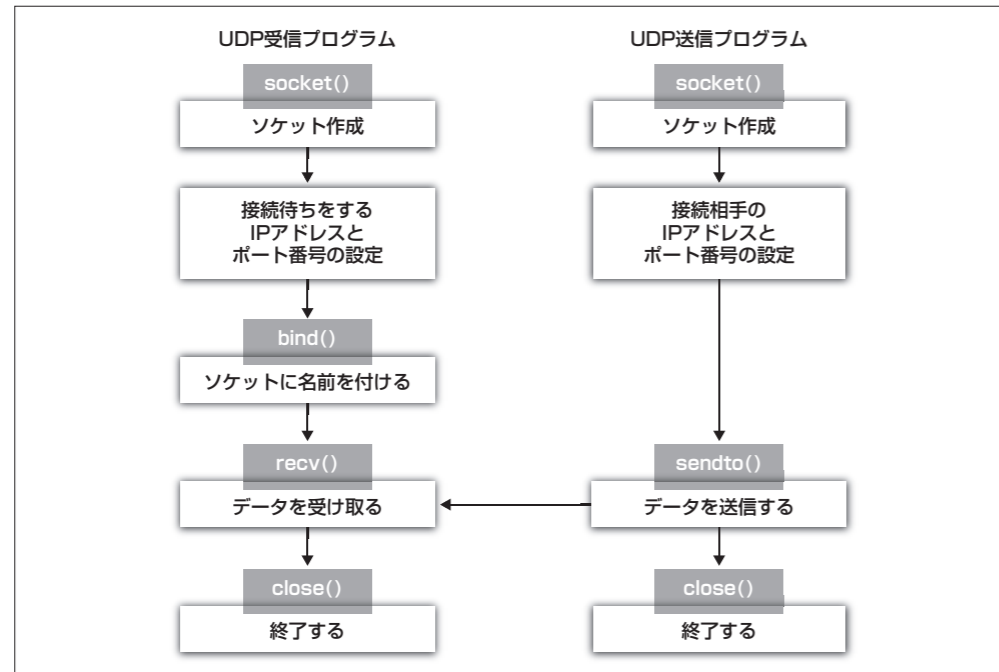 UDP受信プログラム
socket()
ソケット作成
接続待ちをする
IPアドレスと
ポート番号の設定
bind()
ソケットに名前を付ける
recv()
データを受け取る
close()
終了する
UDP送信プログラム
socket()
ソケット作成
接続相手の
IPアドレスと
ポート番号の設定
sendto()
データを送信する
close()
終了する